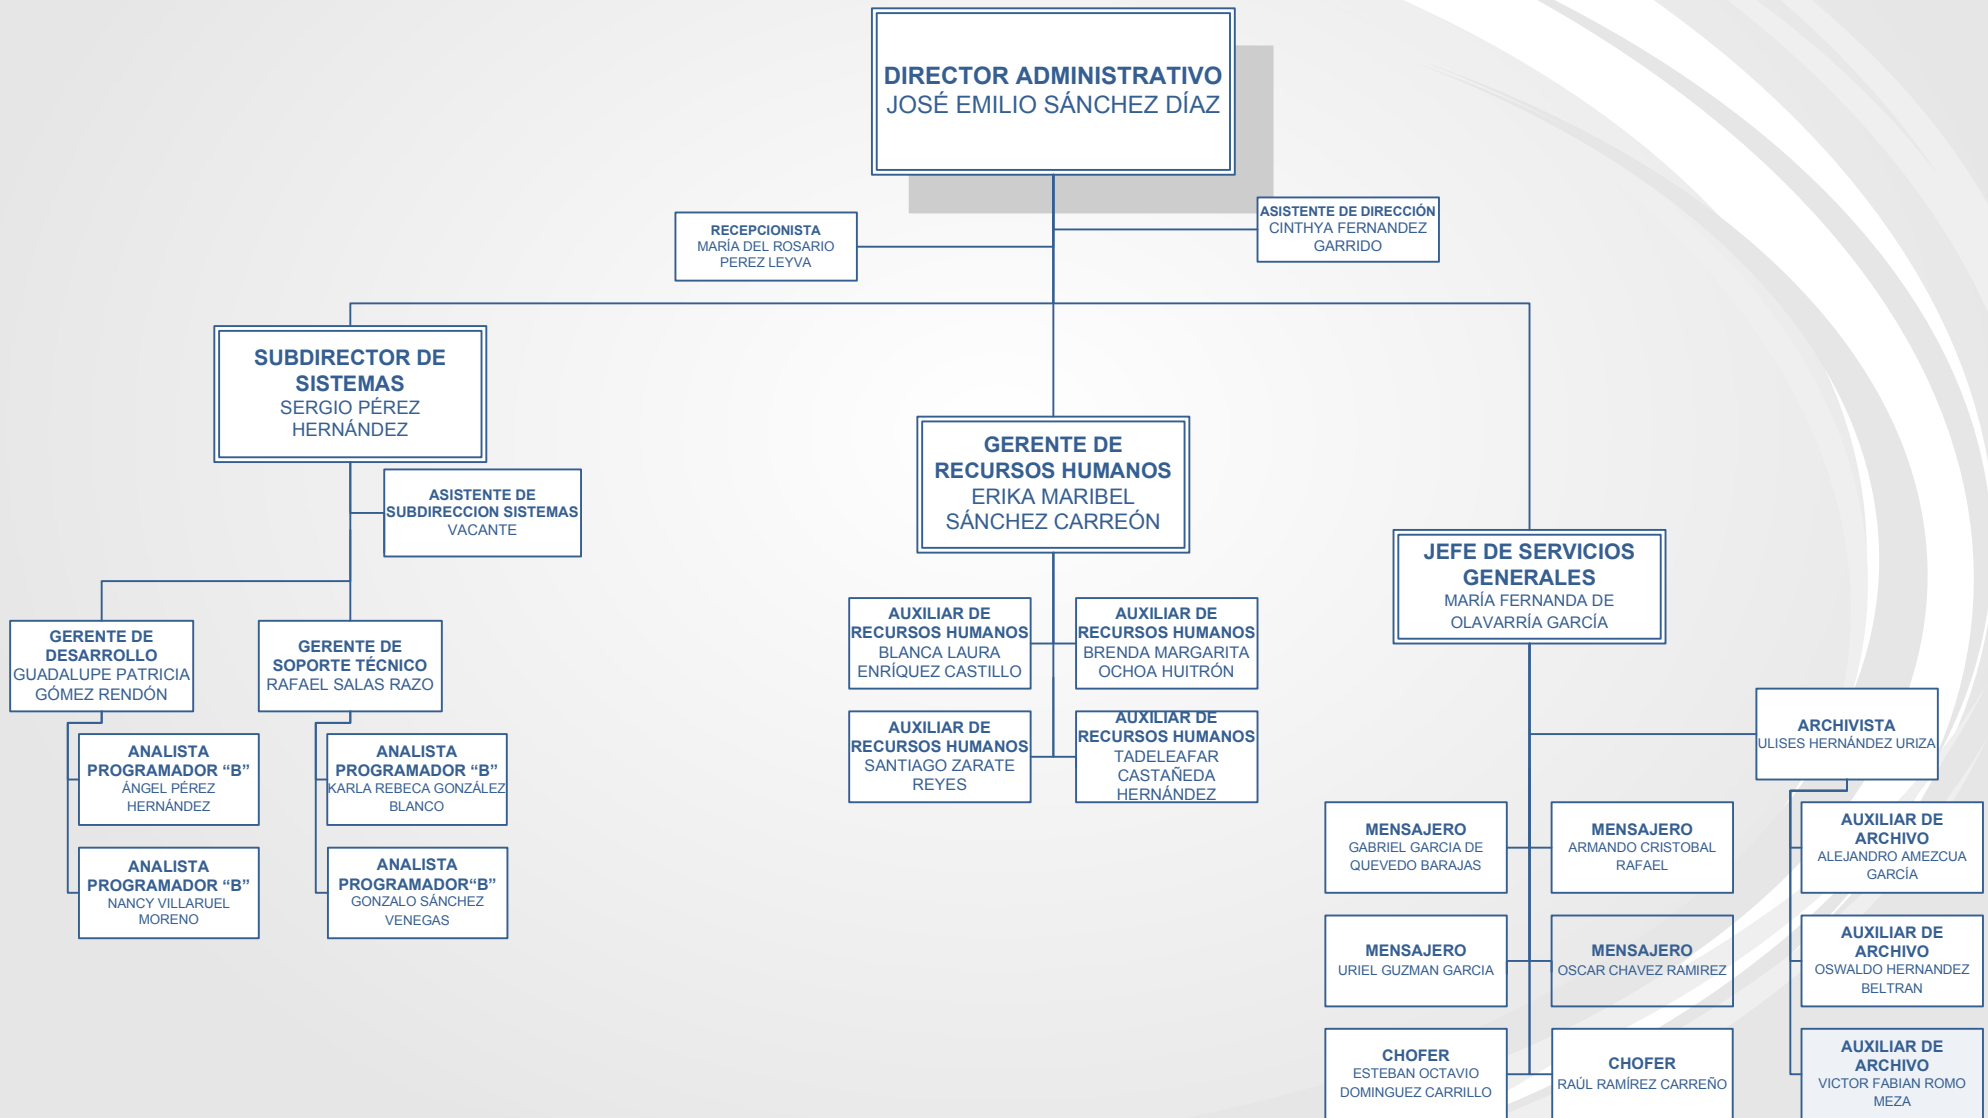 DIRECTOR ADMINISTRATIVO
JOSÉ EMILIO SÁNCHEZ DÍAZ
RECEPCIONISTA
MARÍA DEL ROSARIO
PEREZ LEYVA
ASISTENTE DE DIRECCIÓN
CINTHYA FERNANDEZ
GARRIDO
SUBDIRECTOR DE
SISTEMAS
SERGIO PÉREZ
HERNÁNDEZ
ASISTENTE DE
SUBDIRECCION SISTEMAS
VACANTE
GERENTE DE
DESARROLLO
GUADALUPE PATRICIA
GÓMEZ RENDÓN
GERENTE DE
SOPORTE TÉCNICO
RAFAEL SALAS RAZO
ANALISTA
PROGRAMADOR “B”
ÁNGEL PÉREZ
HERNÁNDEZ
ANALISTA
PROGRAMADOR “B”
NANCY VILLARUEL
MORENO
ANALISTA
PROGRAMADOR “B”
KARLA REBECA GONZÁLEZ
BLANCO
ANALISTA
PROGRAMADOR“B”
GONZALO SÁNCHEZ
VENEGAS
GERENTE DE
RECURSOS HUMANOS
ERIKA MARIBEL
SÁNCHEZ CARREÓN
AUXILIAR DE
RECURSOS HUMANOS
BLANCA LAURA
ENRÍQUEZ CASTILLO
AUXILIAR DE
RECURSOS HUMANOS
BRENDA MARGARITA
OCHOA HUITRÓN
AUXILIAR DE
RECURSOS HUMANOS
SANTIAGO ZARATE
REYES
AUXILIAR DE
RECURSOS HUMANOS
TADELEAFAR
CASTAÑEDA
HERNÁNDEZ
JEFE DE SERVICIOS
GENERALES
MARÍA FERNANDA DE
OLAVARRÍA GARCÍA
ARCHIVISTA
ULISES HERNÁNDEZ URIZA
MENSAJERO
GABRIEL GARCIA DE
QUEVEDO BARAJAS
MENSAJERO
ARMANDO CRISTOBAL
RAFAEL
MENSAJERO
URIEL GUZMAN GARCIA
MENSAJERO
OSCAR CHAVEZ RAMIREZ
CHOFER
ESTEBAN OCTAVIO
DOMINGUEZ CARRILLO
CHOFER
RAÚL RAMÍREZ CARREÑO
AUXILIAR DE
ARCHIVO
ALEJANDRO AMEZCUA
GARCÍA
AUXILIAR DE
ARCHIVO
OSWALDO HERNANDEZ
BELTRAN
AUXILIAR DE
ARCHIVO
VICTOR FABIAN ROMO
MEZA